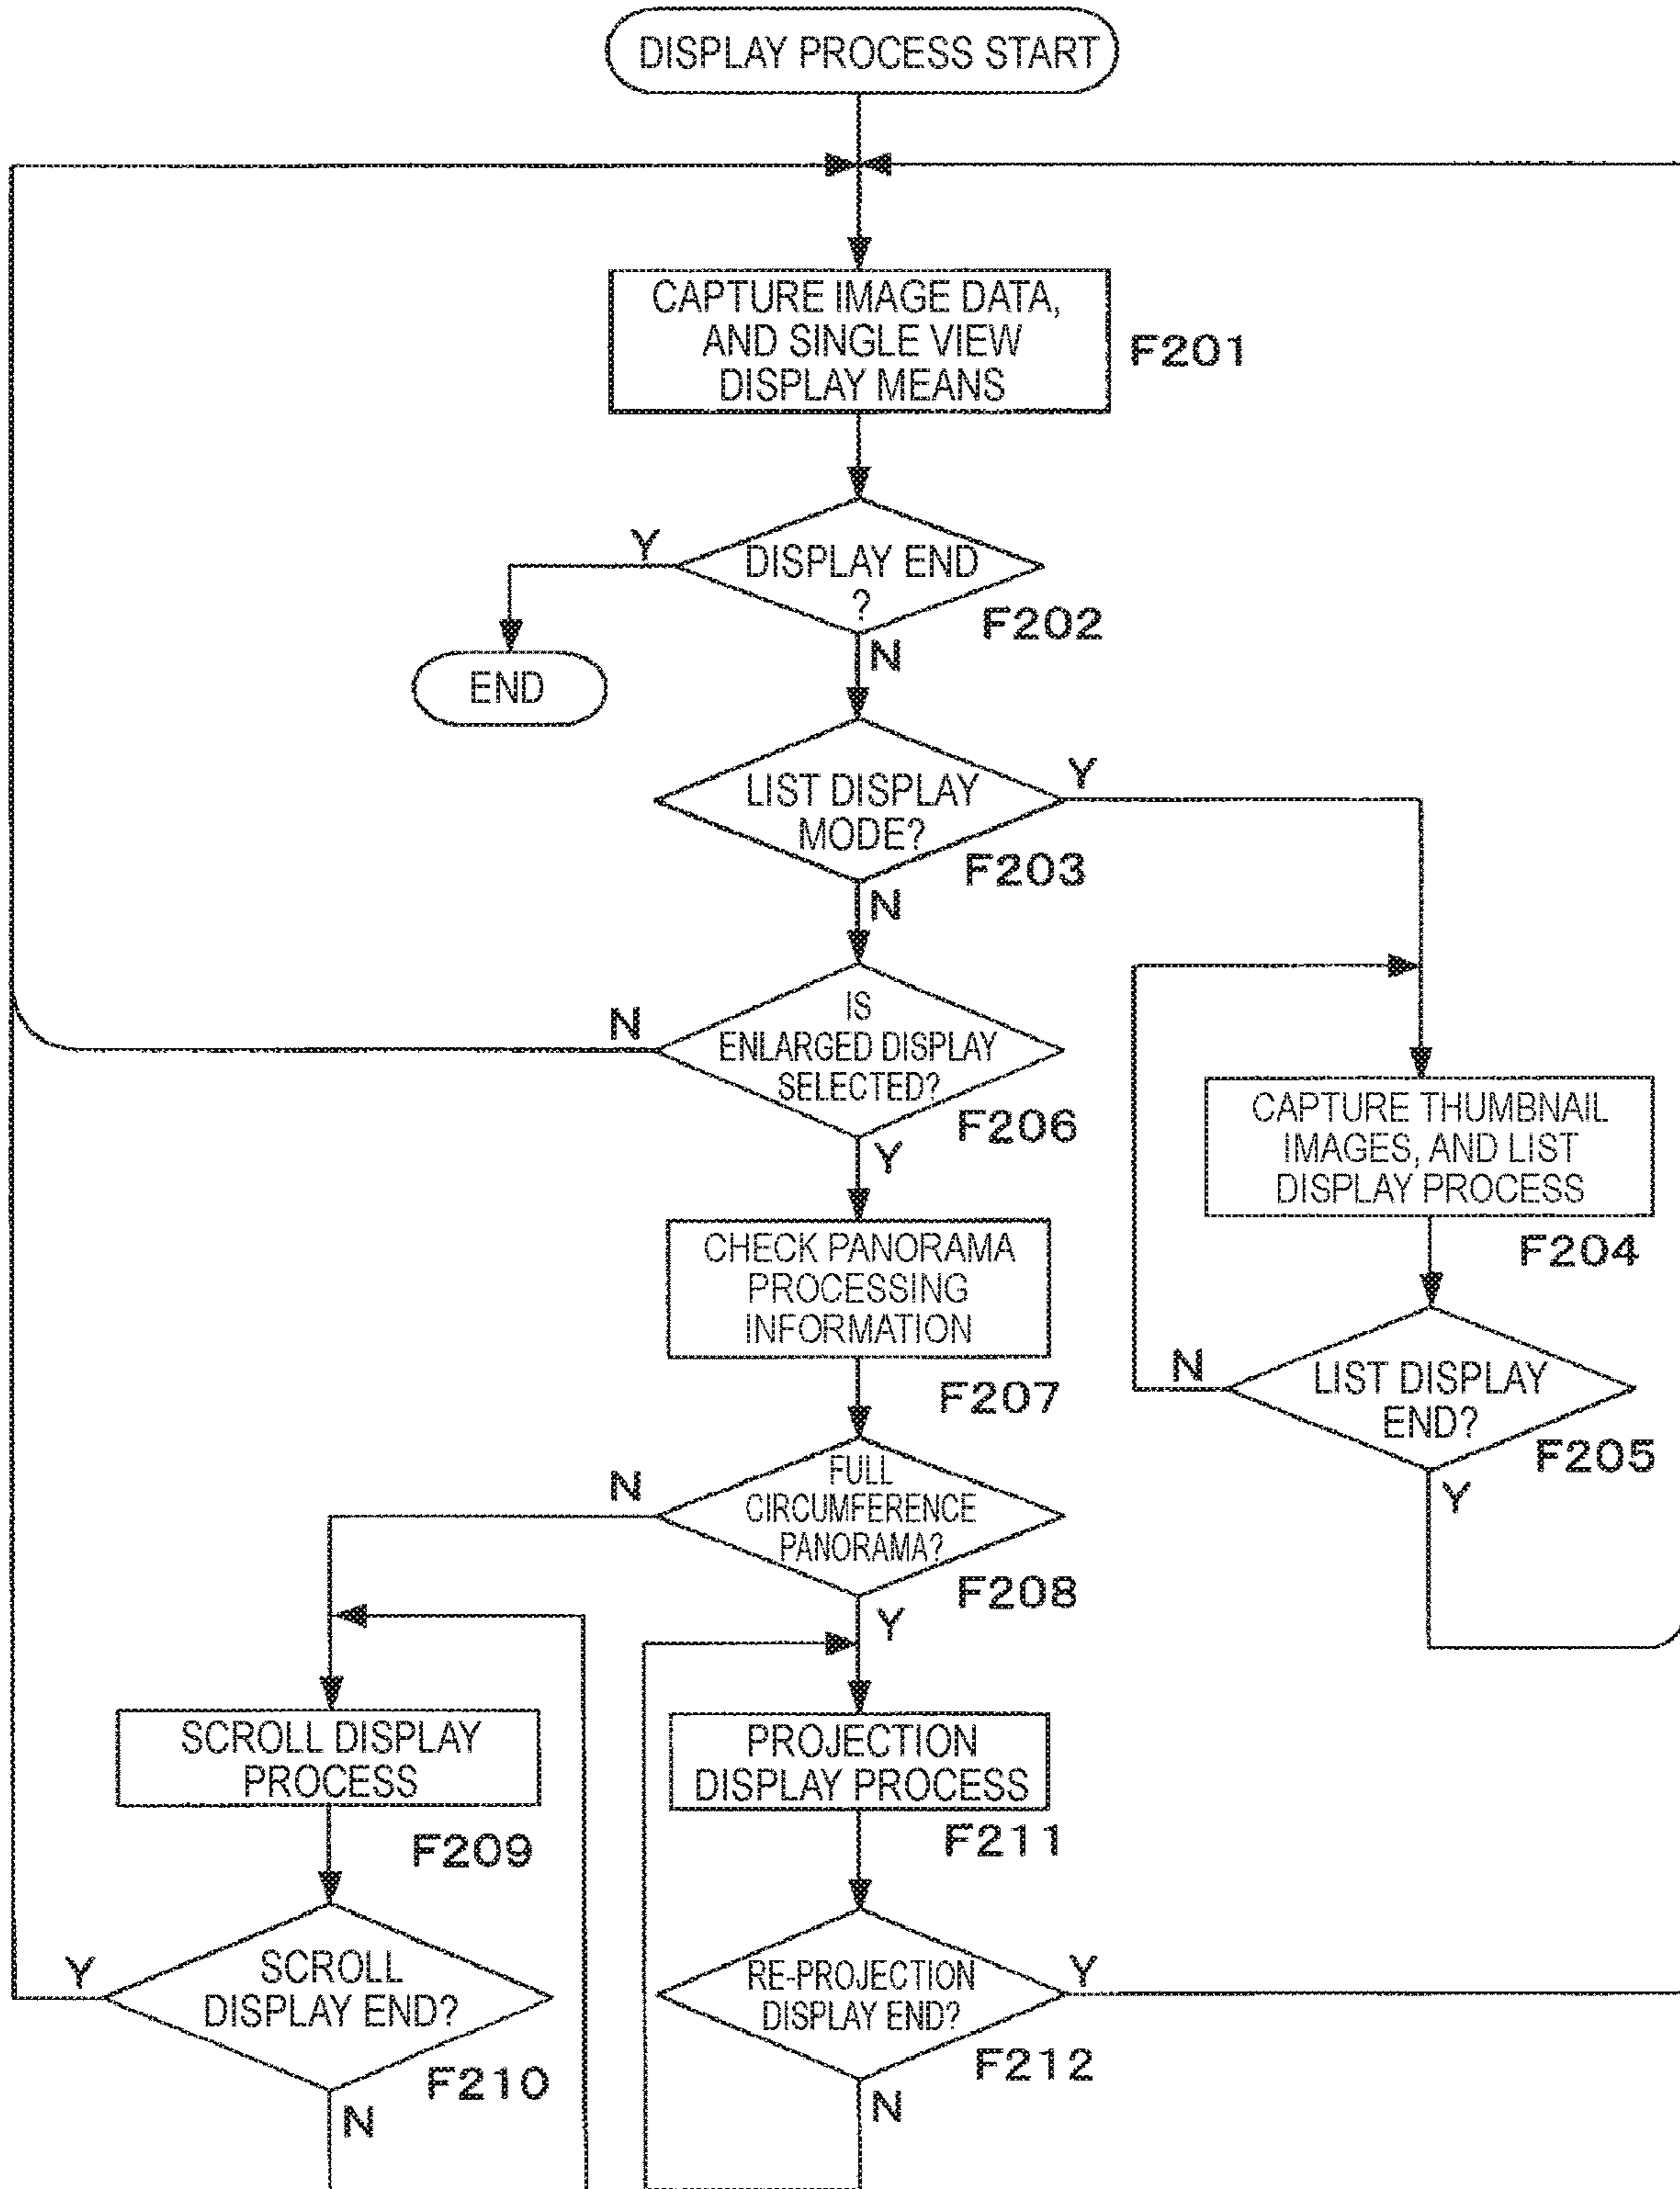 DISPLAY PROCESS START
CAPTURE IMAGE DATA,
AND SINGLE VIEW
DISPLAY MEANS
F201
Y
DISPLAY END
?
F202
N
END
LIST DISPLAY
MODE?
Y
F203
N
IS
ENLARGED DISPLAY
SELECTED?
N
F206
Y
CAPTURE THUMBNAIL
IMAGES, AND LIST
DISPLAY PROCESS
F204
CHECK PANORAMA
PROCESSING
INFORMATION
F207
N
LIST DISPLAY
END?
F205
Y
N
FULL
CIRCUMFERENCE
PANORAMA?
F208
Y
SCROLL DISPLAY
PROCESS
F209
PROJECTION
DISPLAY PROCESS
F211
Y
SCROLL
DISPLAY END?
F210
N
RE-PROJECTION
DISPLAY END?
Y
F212
N